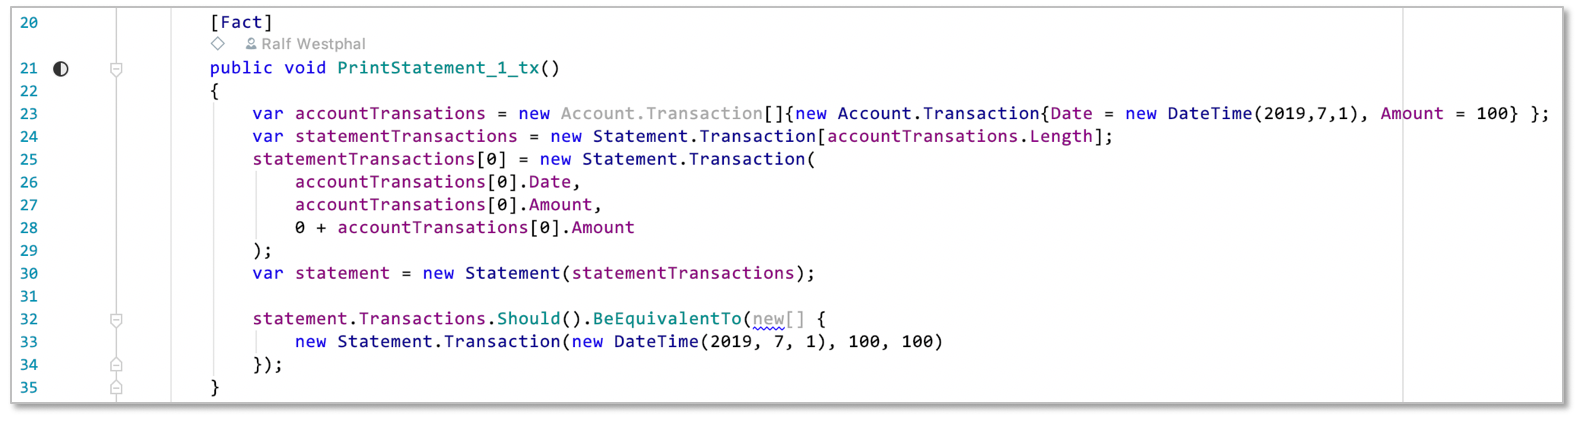 20 [Fact]
Ralf Westphal
21 public void PrintStatement_1_tx()
22 {
23 var accountTransations = new Account.Transaction[]{new Account.Transaction{Date = new DateTime(2019,7,1), Amount = 100} };
24 var statementTransactions = new Statement.Transaction[accountTransations.Length];
25 statementTransactions[0] = new Statement.Transaction(
26 accountTransations[0].Date,
27 accountTransations[0].Amount,
28 0 + accountTransations[0].Amount
29 );
30 var statement = new Statement(statementTransactions);
31
32 statement.Transactions.Should().BeEquivalentTo(new[] {
33 new Statement.Transaction(new DateTime(2019, 7, 1), 100, 100)
34 });
35 }